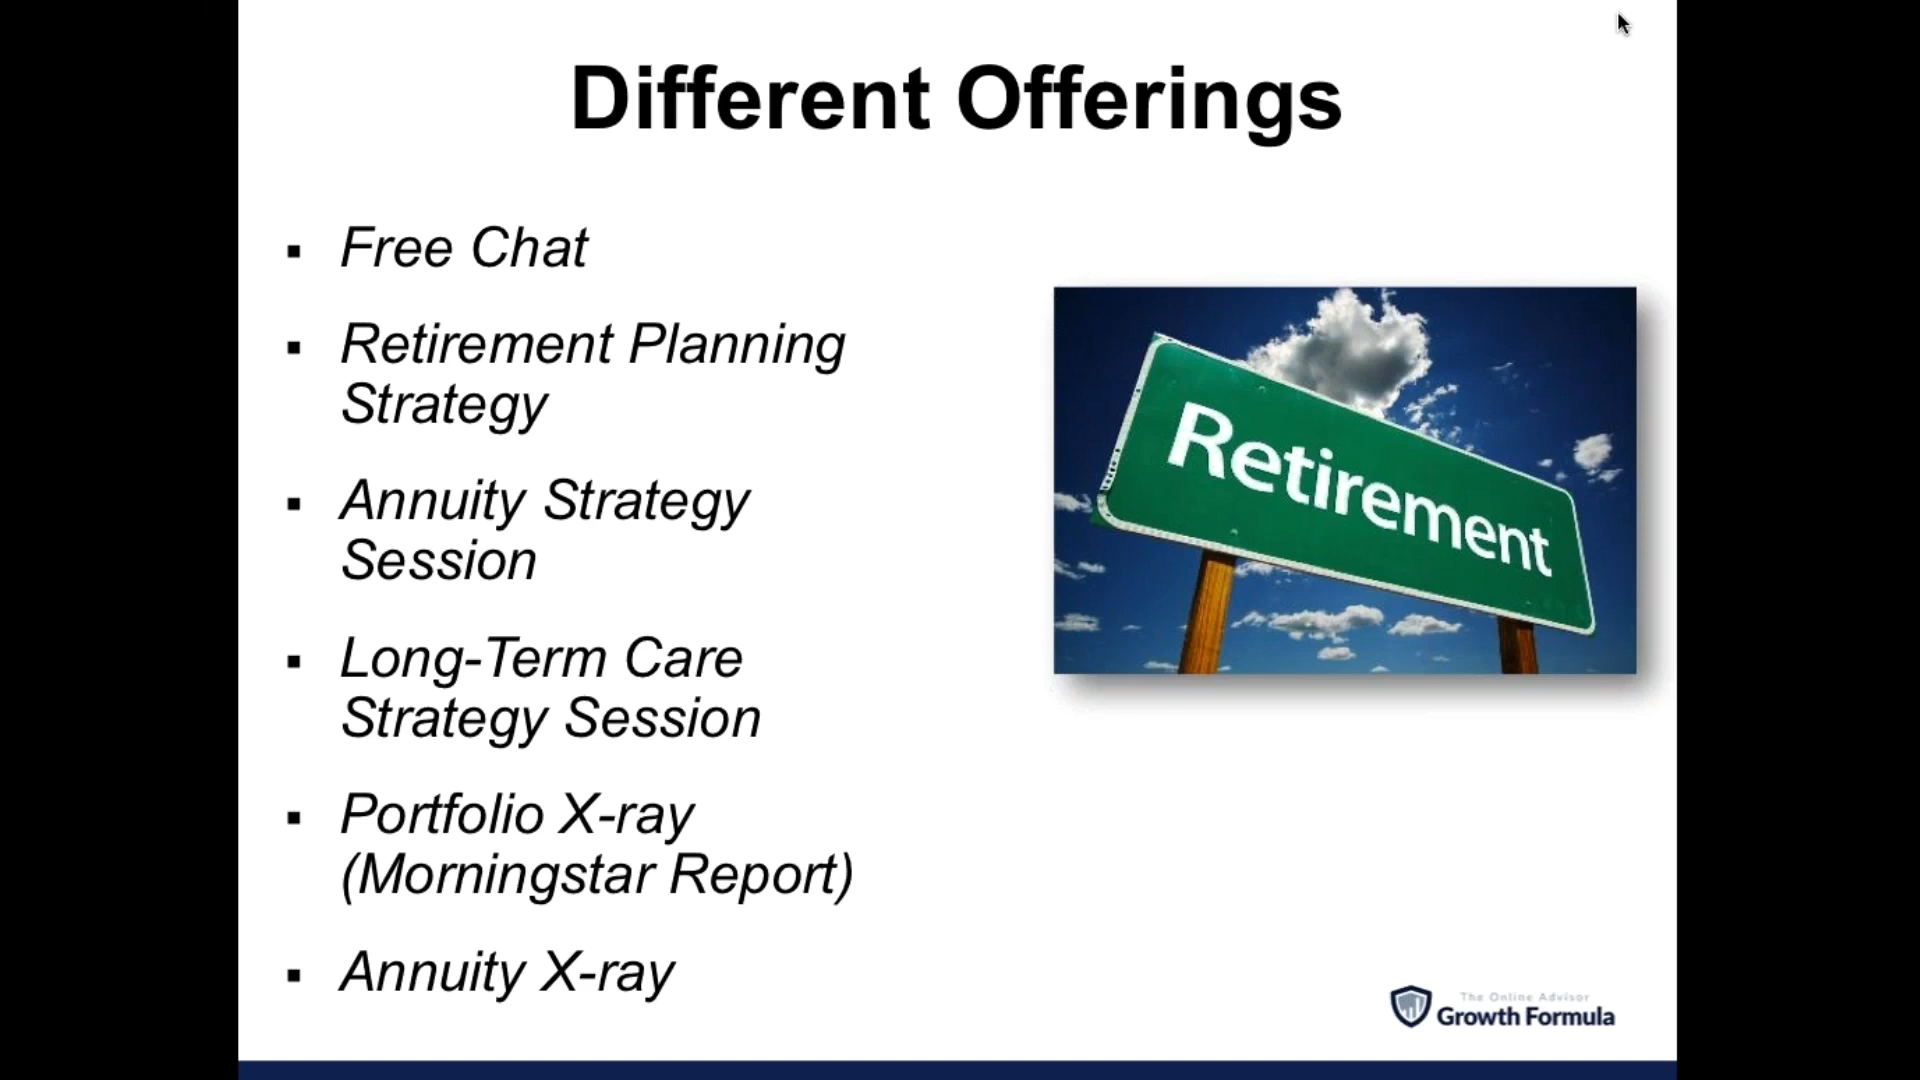 Different Offerings
▪ Free Chat
▪ Retirement Planning
Strategy
▪ Annuity Strategy
Session
▪ Long-Term Care
Strategy Session
▪ Portfolio X-ray
(Morningstar Report)
▪ Annuity X-ray
Retirement
The Online Advisor
Growth Formula